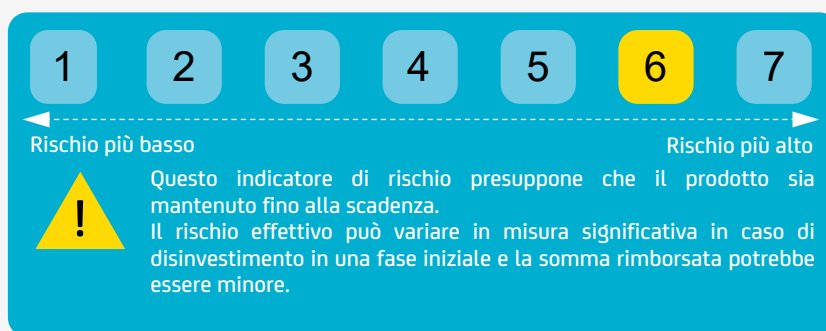 1 2 3 4 5 6 7
Rischio più basso Rischio più alto
!
Questo indicatore di rischio presuppone che il prodotto sia
mantenuto fino alla scadenza.
Il rischio effettivo può variare in misura significativa in caso di
disinvestimento in una fase iniziale e la somma rimborsata potrebbe
essere minore.